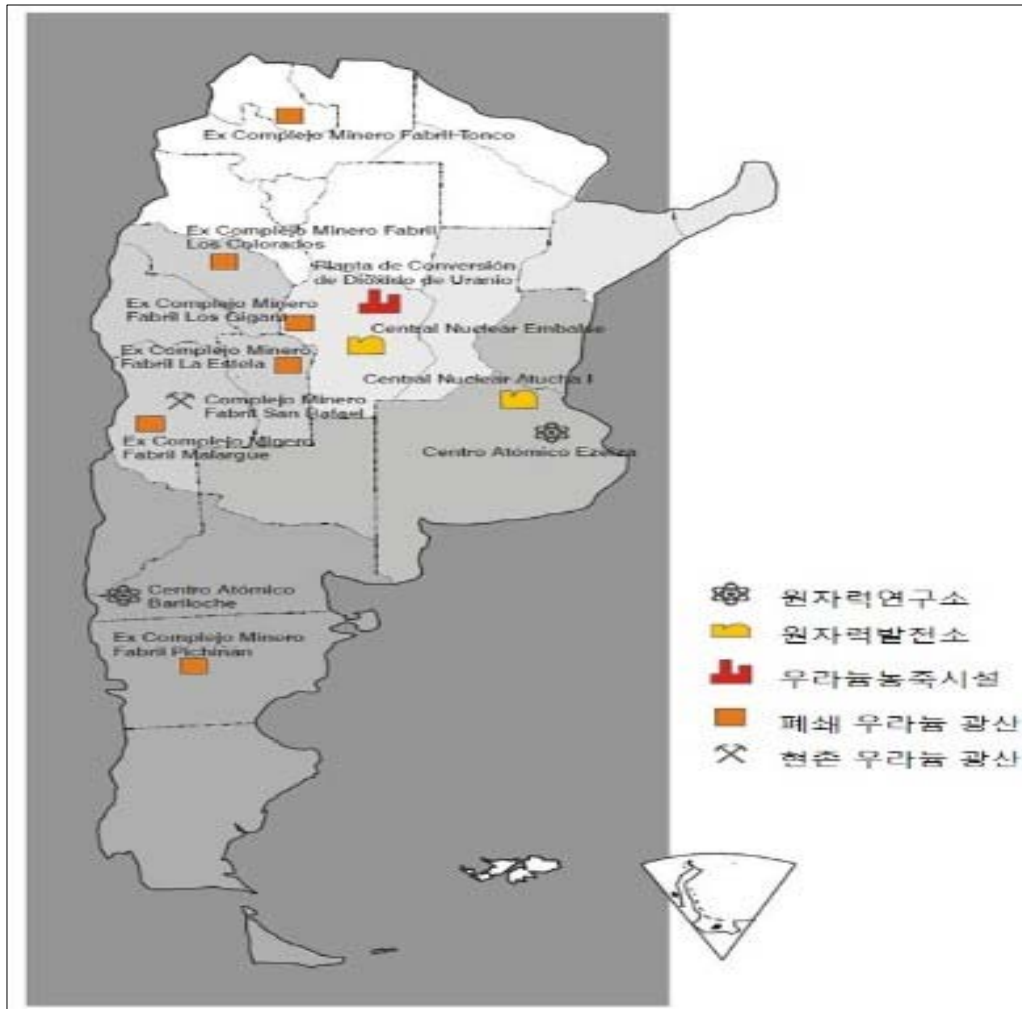 Ex Complejo Minero Fabril Tonco
Ex Complejo Minero Fabril
Los Colorados
Planta de Conversión
de Dióxido de Uranio
Ex Complejo Minero
Fabril Los Gigant
Central Nuclear Embalse
Ex Complejo Minero
Fabril La Estela
Central Nuclear Atucha I
Complejo Minero
Fabril San Rafael
Ex Complejo Minero
Fabril Malargüe
Centro Atómico Ezeiza
Centro Atómico
Bariloche
Ex Complejo Minero
Fabril Pichiñan
원자력연구소
원자력발전소
우라늄농축시설
폐쇄 우라늄 광산
현존 우라늄 광산